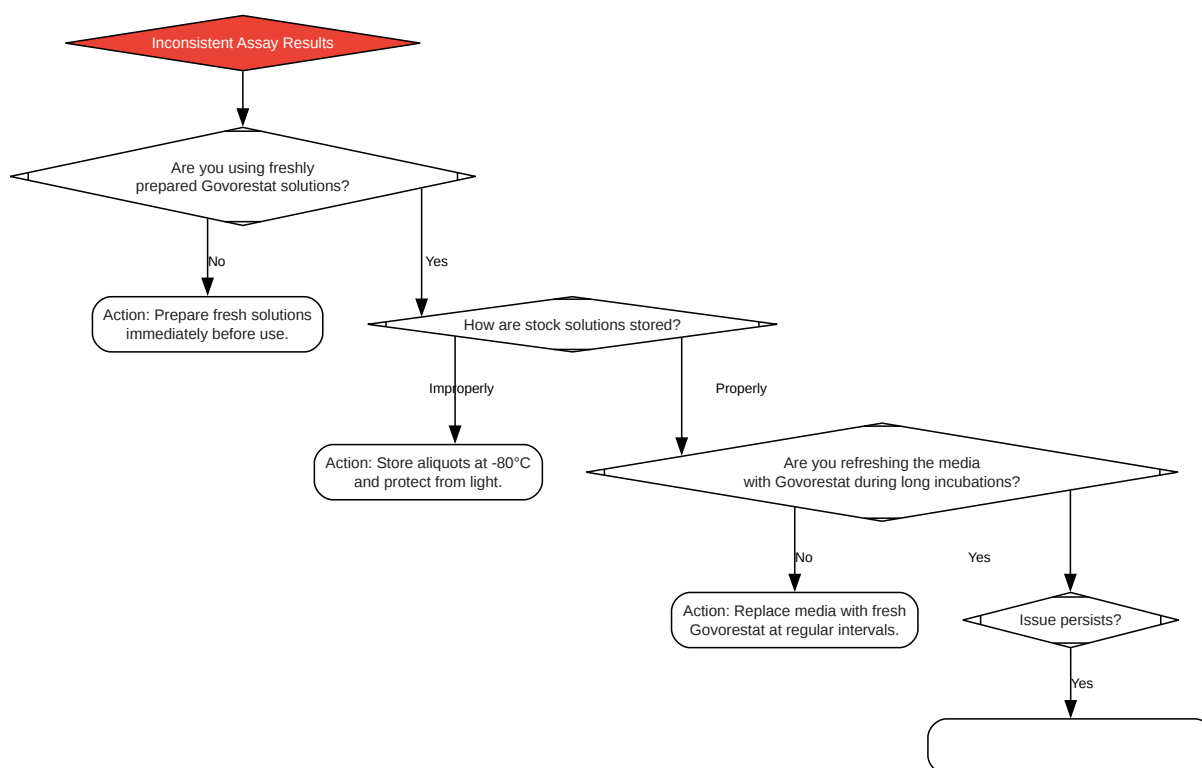 Inconsistent Assay Results
Are you using freshly
prepared Govorestat solutions?
No
Yes
Action: Prepare fresh solutions
immediately before use.
How are stock solutions stored?
Improperly
Properly
Action: Store aliquots at -80°C
and protect from light.
Are you refreshing the media
with Govorestat during long incubations?
No
Yes
Action: Replace media with fresh
Govorestat at regular intervals.
Issue persists?
Yes